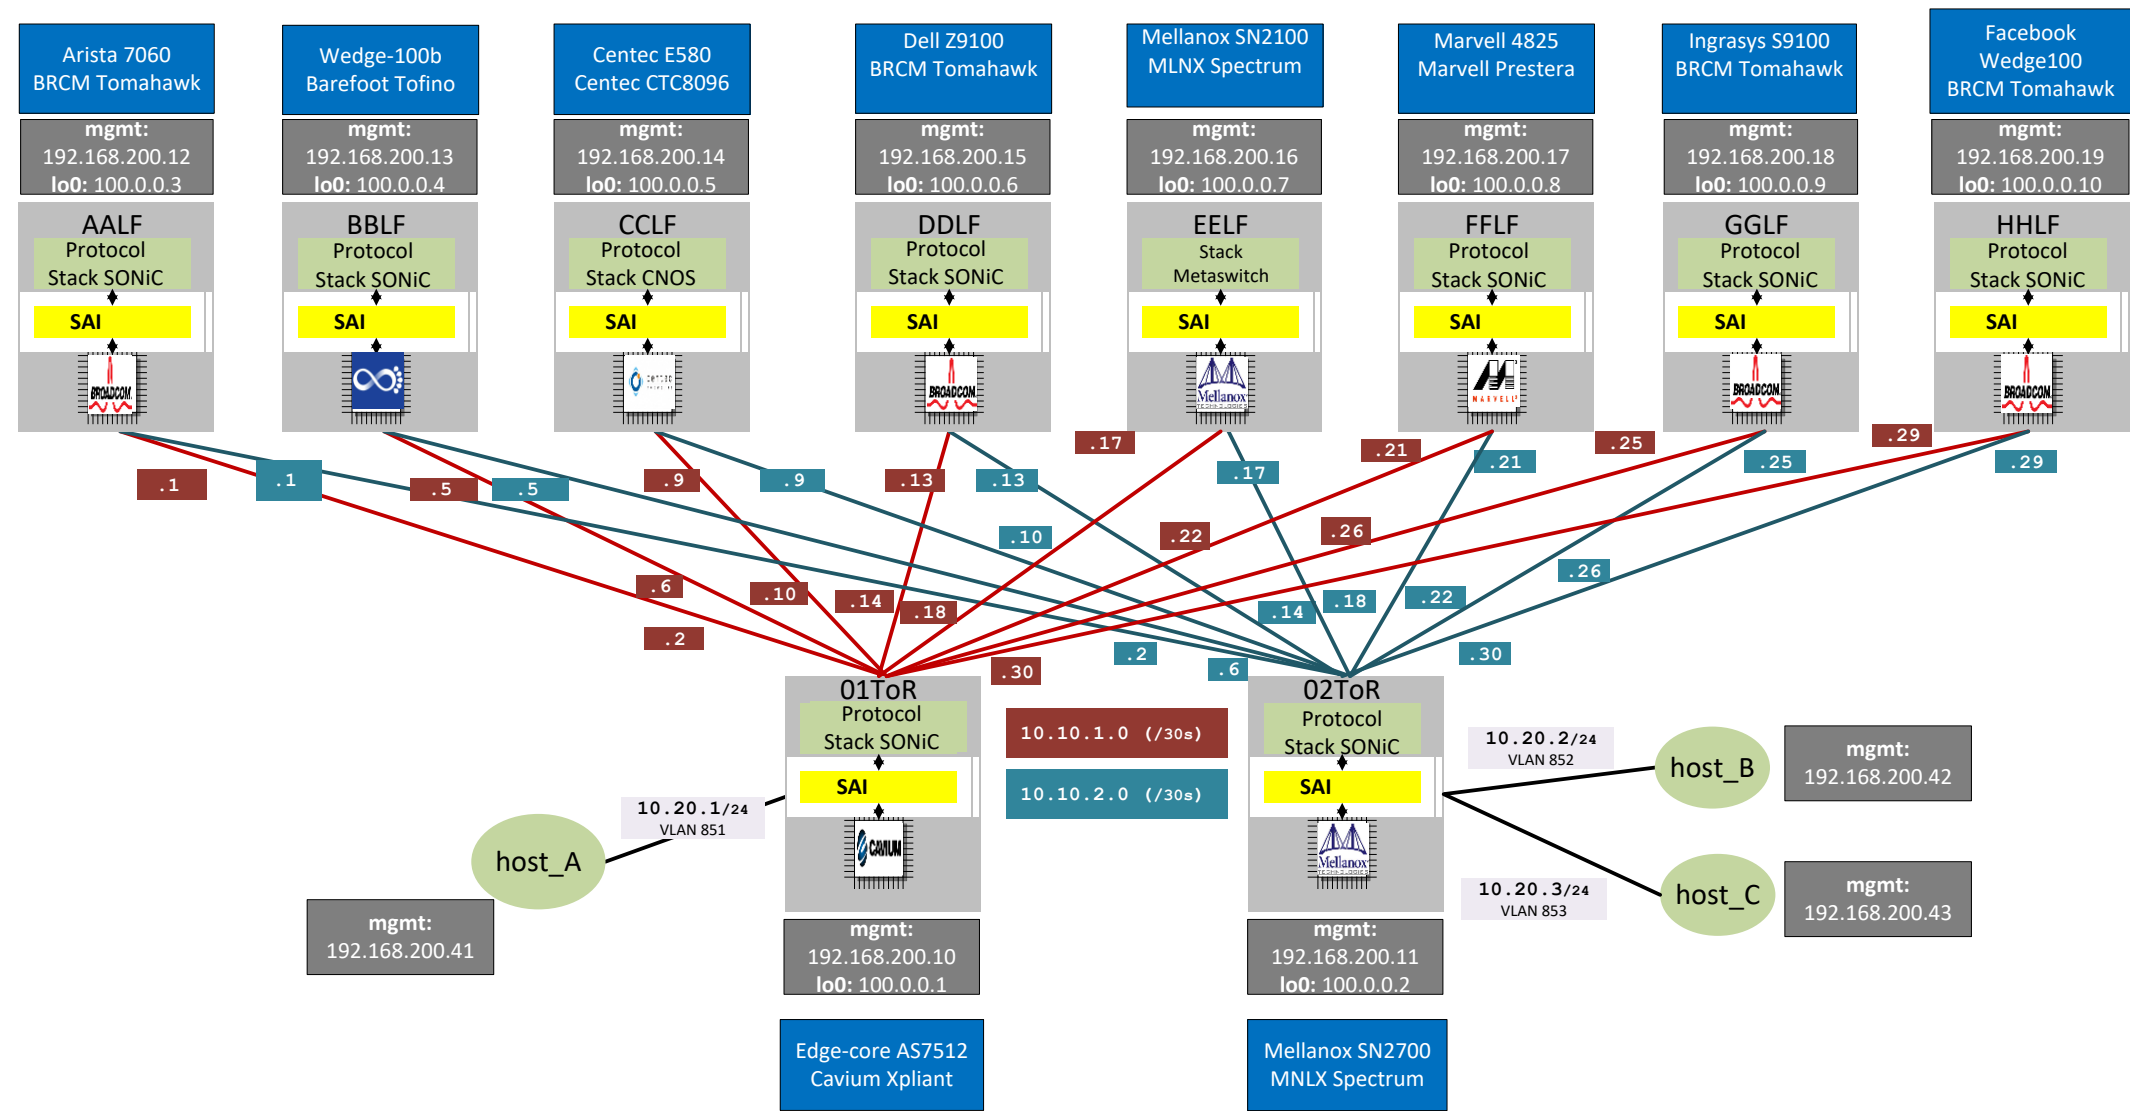 Arista 7060
BRCM Tomahawk
Wedge-100b
Barefoot Tofino
Centec E580
Centec CTC8096
Dell Z9100
BRCM Tomahawk
Mellanox SN2100
MLNX Spectrum
Marvell 4825
Marvell Prestera
Ingrasys S9100
BRCM Tomahawk
Facebook
Wedge100
BRCM Tomahawk
mgmt:
192.168.200.12
lo0: 100.0.0.3
mgmt:
192.168.200.13
lo0: 100.0.0.4
mgmt:
192.168.200.14
lo0: 100.0.0.5
mgmt:
192.168.200.15
lo0: 100.0.0.6
mgmt:
192.168.200.16
lo0: 100.0.0.7
mgmt:
192.168.200.17
lo0: 100.0.0.8
mgmt:
192.168.200.18
lo0: 100.0.0.9
mgmt:
192.168.200.19
lo0: 100.0.0.10
AALF
Protocol
Stack SONiC
SAI
BROADCOM
BBLF
Protocol
Stack SONiC
SAI
CCLF
Protocol
Stack CNOS
SAI
centec
DDLF
Protocol
Stack SONiC
SAI
BROADCOM
EELF
Stack
Metaswitch
SAI
Mellanox
TECHNOLOGIES
FFLF
Protocol
Stack SONiC
SAI
MARVELL
GGLF
Protocol
Stack SONiC
SAI
BROADCOM
HHLF
Protocol
Stack SONiC
SAI
BROADCOM
.1
.1
.5
.5
.9
.9
.13
.13
.17
.17
.21
.21
.25
.25
.29
.29
.10
.22
.26
.26
.6
.10
.14
.18
.14
.18
.22
.2
.30
.2
.6
.30
01ToR
Protocol
Stack SONiC
SAI
CAVIUM
10.10.1.0 (/30s)
10.10.2.0 (/30s)
02ToR
Protocol
Stack SONiC
SAI
Mellanox
TECHNOLOGIES
10.20.1/24
VLAN 851
host_A
mgmt:
192.168.200.41
10.20.2/24
VLAN 852
host_B
mgmt:
192.168.200.42
10.20.3/24
VLAN 853
host_C
mgmt:
192.168.200.43
mgmt:
192.168.200.10
lo0: 100.0.0.1
mgmt:
192.168.200.11
lo0: 100.0.0.2
Edge-core AS7512
Cavium Xpliant
Mellanox SN2700
MNLX Spectrum